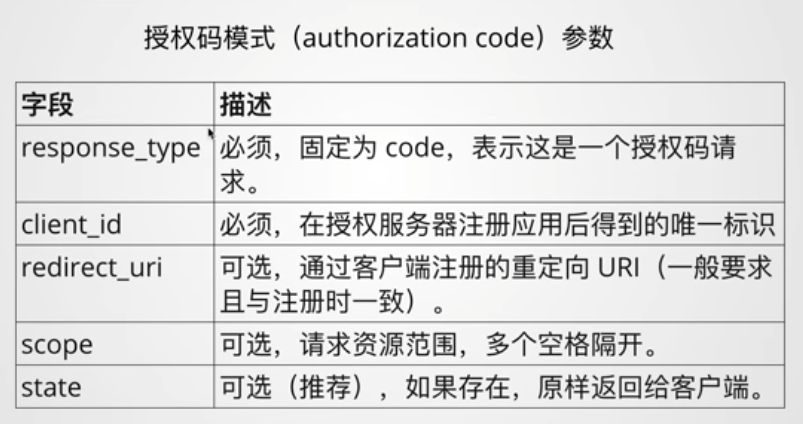 授权码模式（authorization code）参数
字段 描述
response_type 必须，固定为 code，表示这是一个授权码请
求。
client_id 必须，在授权服务器注册应用后得到的唯一标识
redirect_uri 可选，通过客户端注册的重定向 URI（一般要求
且与注册时一致）。
scope 可选，请求资源范围，多个空格隔开。
state 可选（推荐），如果存在，原样返回给客户端。